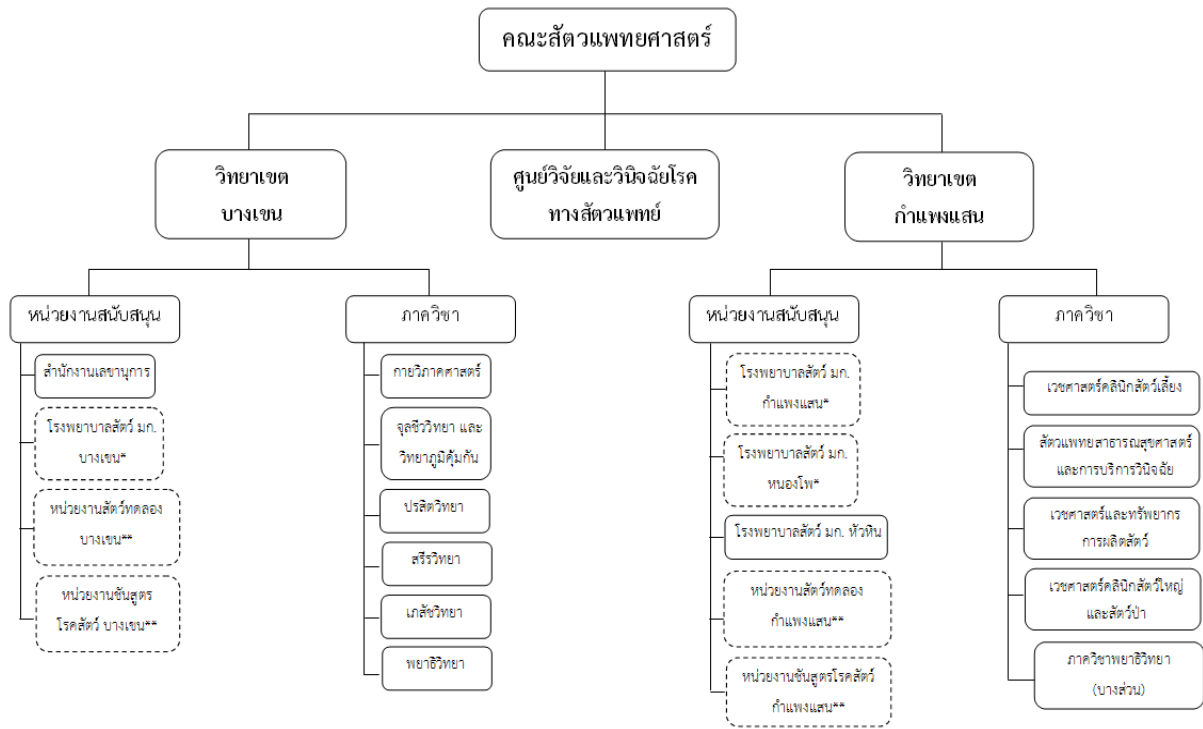 คณะสัตวแพทยศาสตร์
วิทยาเขต
บางเขน
ศูนย์วิจัยและวินิจฉัยโรค
ทางสัตวแพทย์
วิทยาเขต
กำแพงแสน
หน่วยงานสนับสนุน
สำนักงานเลขานุการ
โรงพยาบาลสัตว์ มก.
บางเขน*
หน่วยงานสัตว์ทดลอง
บางเขน**
หน่วยงานชันสูตร
โรคสัตว์ บางเขน**
ภาควิชา
กายวิภาคศาสตร์
จุลชีววิทยา และ
วิทยาภูมิคุ้มกัน
ปรสิตวิทยา
สรีรวิทยา
เภสัชวิทยา
พยาธิวิทยา
หน่วยงานสนับสนุน
โรงพยาบาลสัตว์ มก.
กำแพงแสน*
โรงพยาบาลสัตว์ มก.
หนองโพ*
โรงพยาบาลสัตว์ มก. หัวหิน
หน่วยงานสัตว์ทดลอง
กำแพงแสน**
หน่วยงานชันสูตรโรคสัตว์
กำแพงแสน**
ภาควิชา
เวชศาสตร์คลินิกสัตว์เลี้ยง
สัตวแพทยสาธารณสุขศาสตร์
และการบริการวินิจฉัย
เวชศาสตร์และทรัพยากร
การผลิตสัตว์
เวชศาสตร์คลินิกสัตว์ใหญ่
และสัตว์ป่า
ภาควิชาพยาธิวิทยา
(บางส่วน)